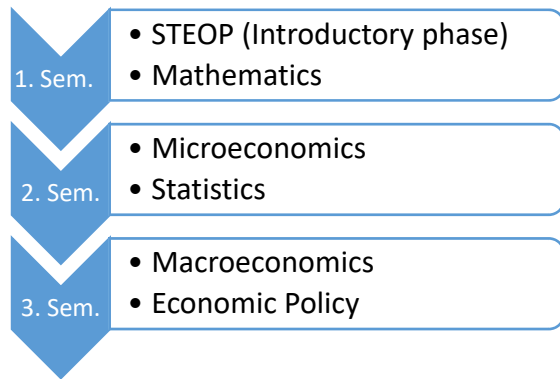 1. Sem.
• STEOP (Introductory phase)
• Mathematics
2. Sem.
• Microeconomics
• Statistics
3. Sem.
• Macroeconomics
• Economic Policy